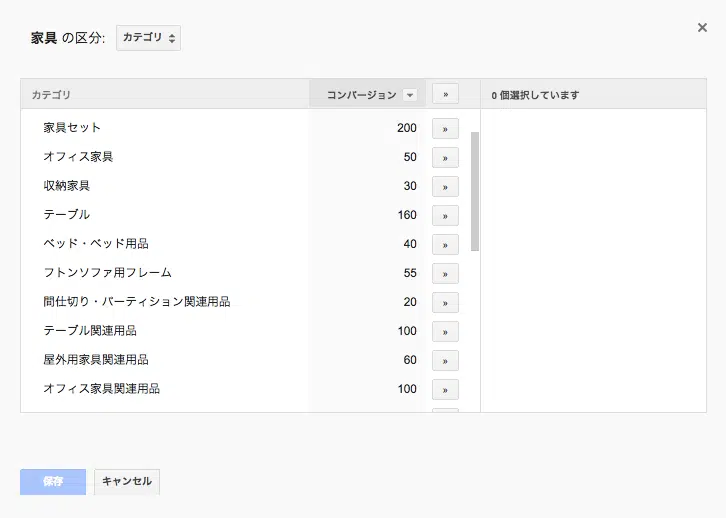 家具 の区分: カテゴリ
カテゴリ コンバージョン » 0 個選択しています
家具セット 200 »
オフィス家具 50 »
収納家具 30 »
テーブル 160 »
ベッド・ベッド用品 40 »
フトンソファ用フレーム 55 »
間仕切り・パーティション関連用品 20 »
テーブル関連用品 100 »
屋外用家具関連用品 60 »
オフィス家具関連用品 100 »
保存 キャンセル